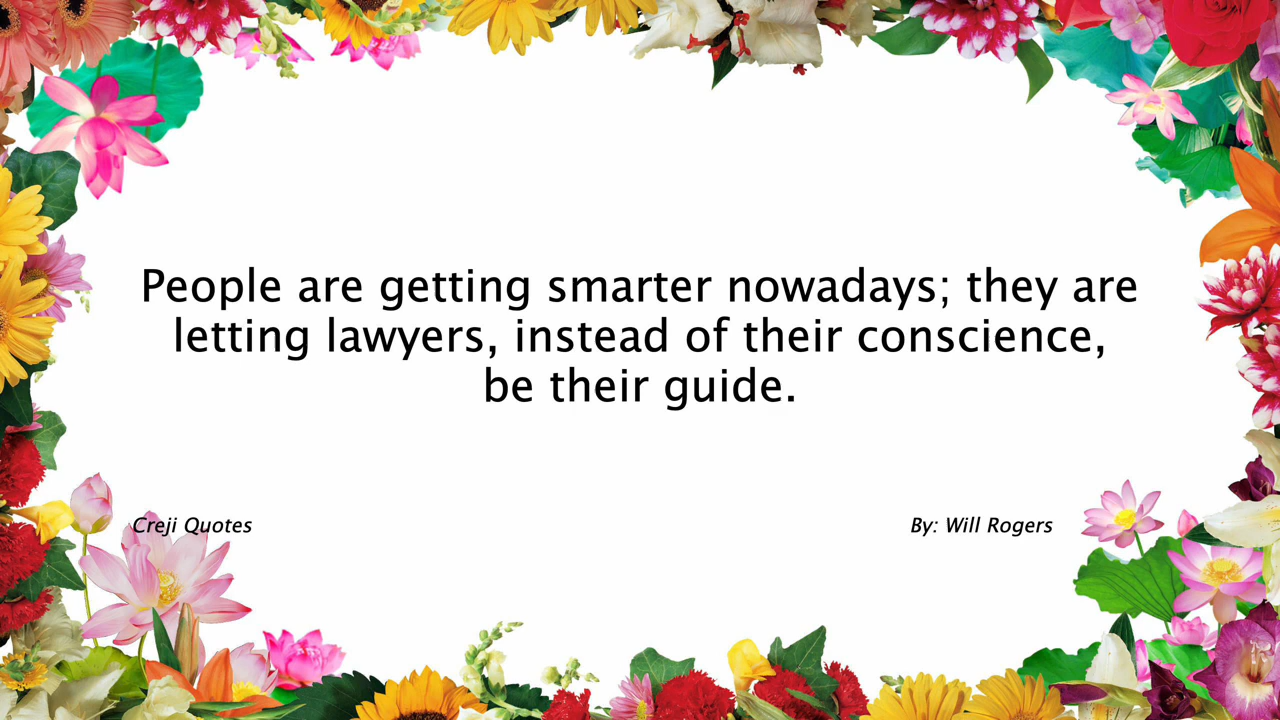 People are getting smarter nowadays; they are
letting lawyers, instead of their conscience,
be their guide.
Creji Quotes
By: Will Rogers